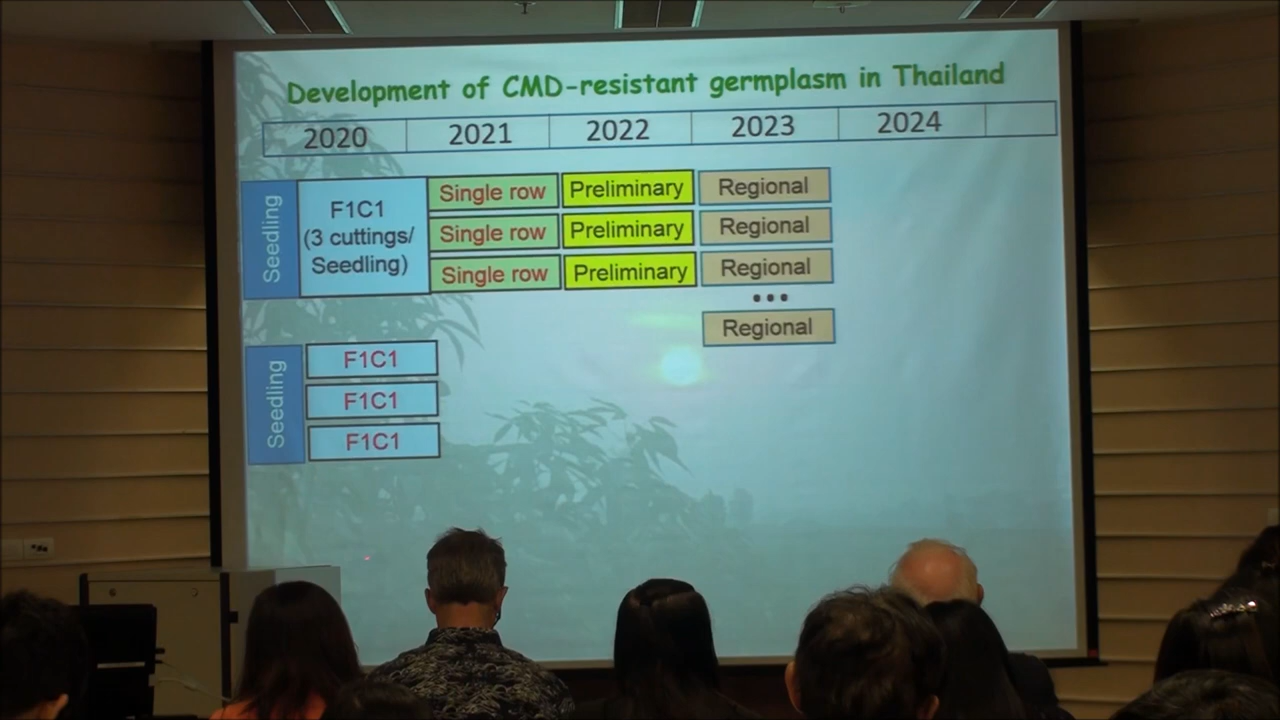 Development of CMD-resistant germplasm in Thailand
2020 2021 2022 2023 2024
Seedling
F1C1
(3 cuttings/
Seedling)
Single row Preliminary Regional
Single row Preliminary Regional
Single row Preliminary Regional
...
Regional
Seedling
F1C1
F1C1
F1C1